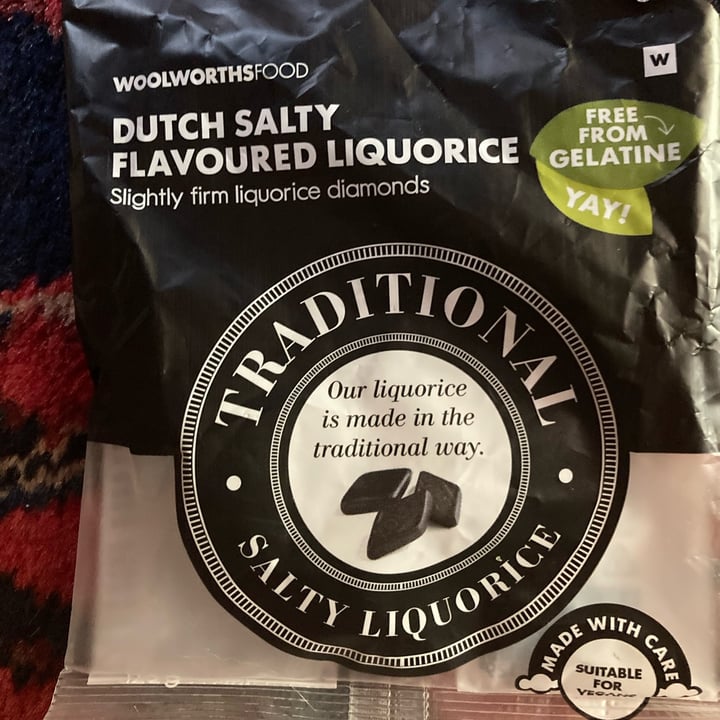 WOOLWORTHSFOOD
W
DUTCH SALTY
FLAVOURED LIQUORICE
Slightly firm liquorice diamonds
FREE
FROM
GELATINE
YAY!
TRADITIONAL
Our liquorice
is made in the
traditional way.
SALTY LIQUORICE
MADE WITH CARE
SUITABLE
FOR